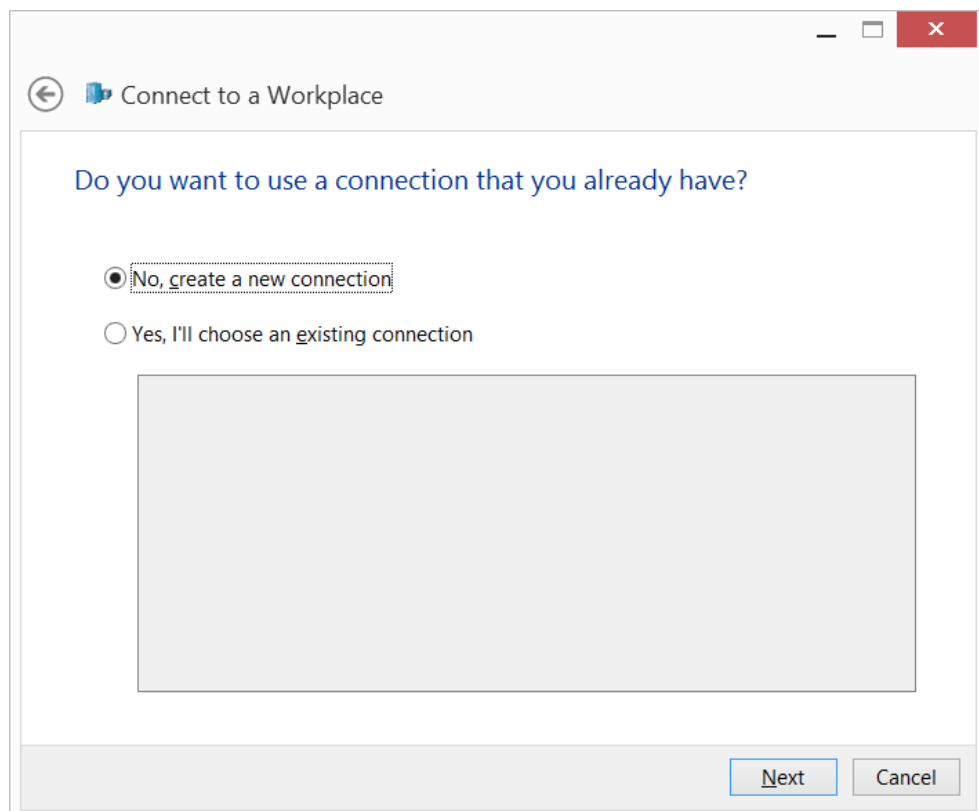 Connect to a Workplace
Do you want to use a connection that you already have?
No, create a new connection
Yes, I'll choose an existing connection
Next
Cancel